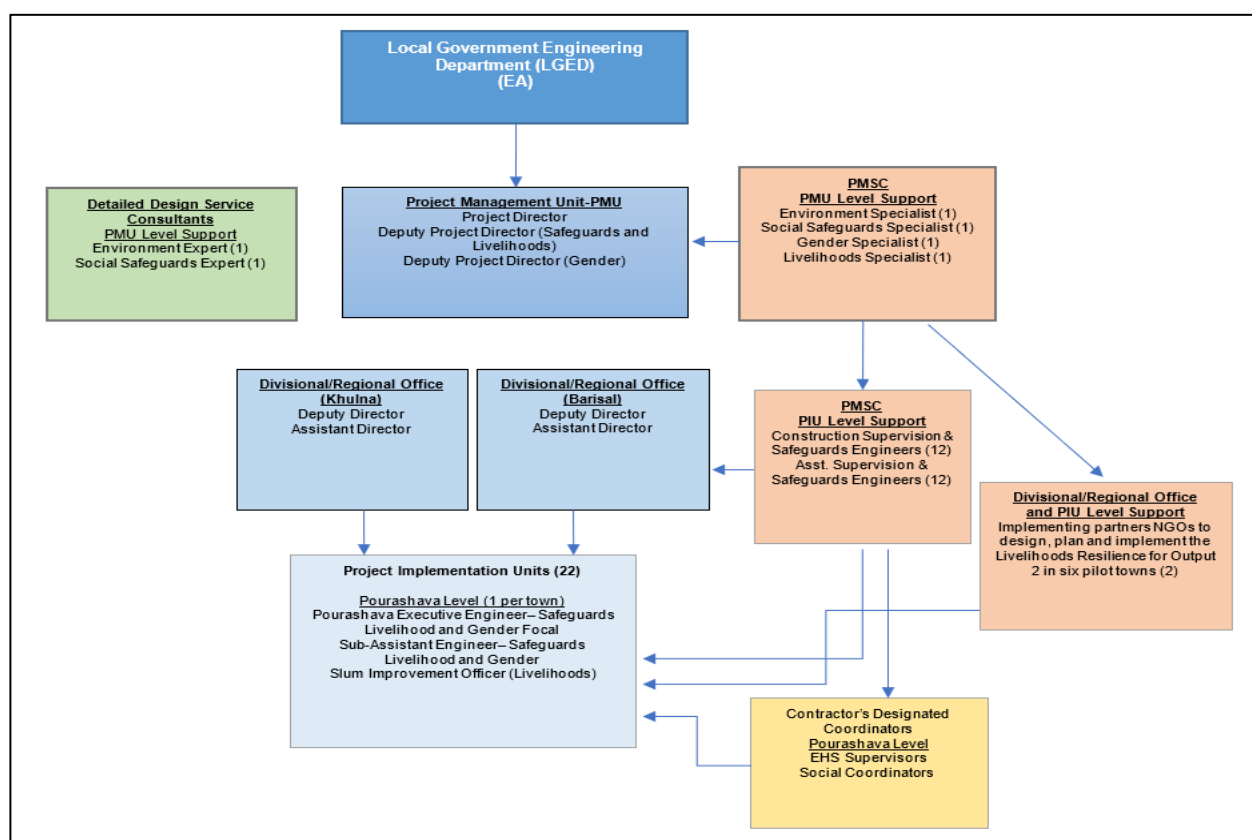 Local Government Engineering
Department (LGED)
(EA)
Detailed Design Service
Consultants
PMU Level Support
Environment Expert (1)
Social Safeguards Expert (1)
Project Management Unit-PMU
Project Director
Deputy Project Director (Safeguards and
Livelihoods)
Deputy Project Director (Gender)
PMSC
PMU Level Support
Environment Specialist (1)
Social Safeguards Specialist (1)
Gender Specialist (1)
Livelihoods Specialist (1)
Divisional/Regional Office
(Khulna)
Deputy Director
Assistant Director
Divisional/Regional Office
(Barisal)
Deputy Director
Assistant Director
PMSC
PIU Level Support
Construction Supervision &
Safeguards Engineers (12)
Asst. Supervision &
Safeguards Engineers (12)
Divisional/Regional Office
and PIU Level Support
Implementing partners NGOs to
design, plan and implement the
Livelihoods Resilience for Output
2 in six pilot towns (2)
Project Implementation Units (22)
Pourashava Level (1 per town)
Pourashava Executive Engineer– Safeguards
Livelihood and Gender Focal
Sub-Assistant Engineer– Safeguards
Livelihood and Gender
Slum Improvement Officer (Livelihoods)
Contractor's Designated
Coordinators
Pourashava Level
EHS Supervisors
Social Coordinators